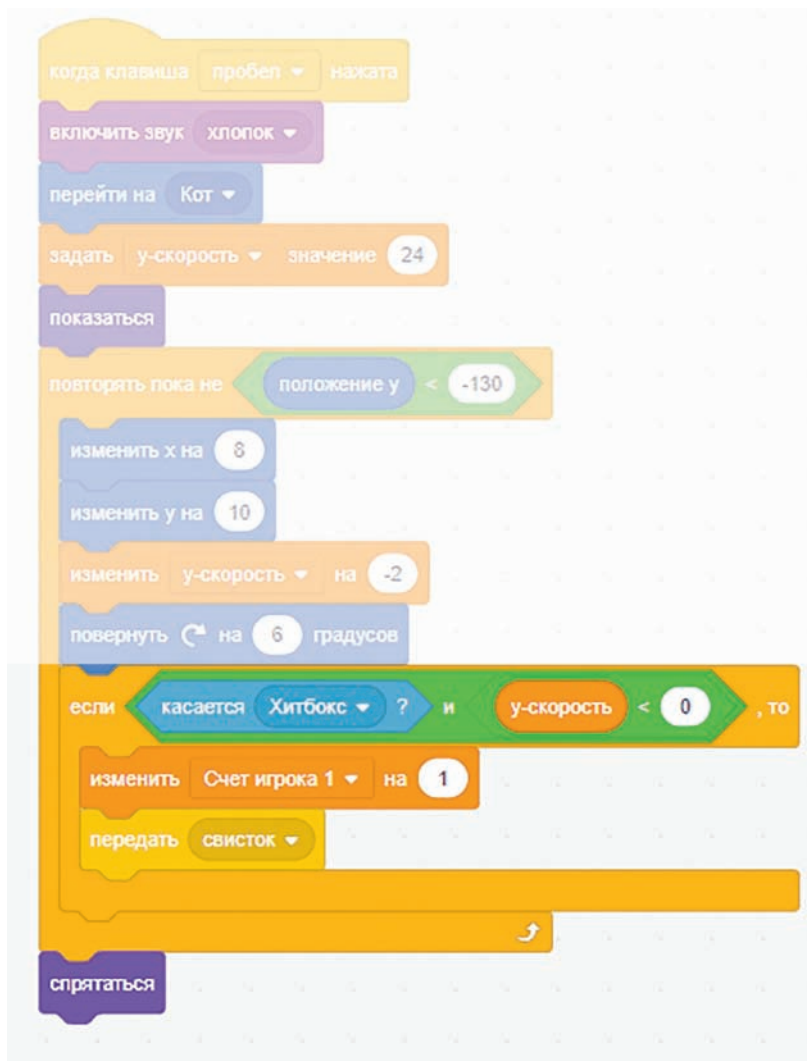 когда клавиша пробел нажата
включить звук хлопок
перейти на Кот
задать у-скорость значение 24
показаться
повторять пока не положение у < -130
изменить х на 8
изменить у на 10
изменить у-скорость на -2
повернуть на 6 градусов
если касается Хитбокс ? и у-скорость < 0 , то
изменить Счет игрока 1 на 1
передать свисток
спрятаться